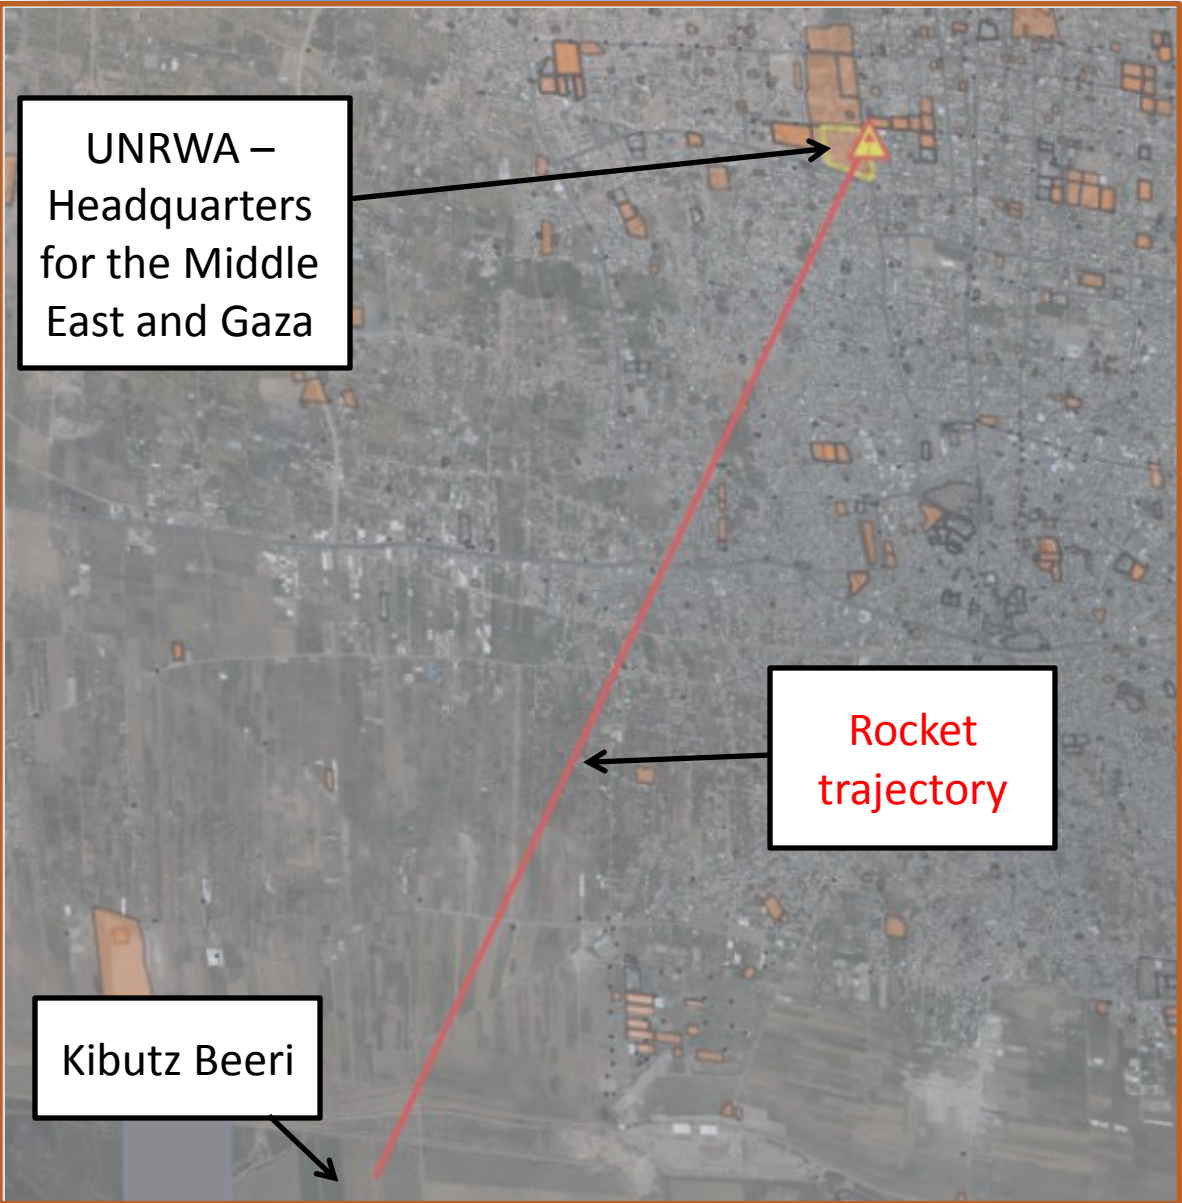 UNRWA –
Headquarters
for the Middle
East and Gaza
Rocket
trajectory
Kibutz Beeri